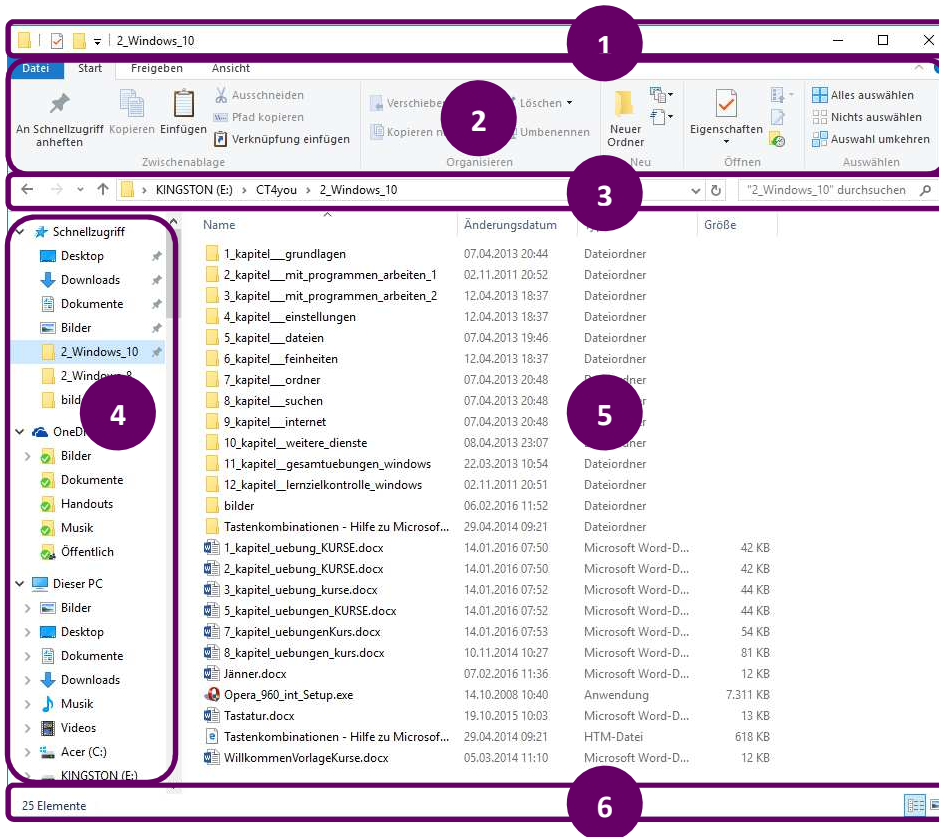 2_Windows_10
1
Datei Start Freigeben Ansicht
An Schnellzugriff anheften
Kopieren
Einfügen
Ausschneiden
Pfad kopieren
Verknüpfung einfügen
Zwischenablage
Löschen
2
Umbenennen
Organisieren
Neuer Ordner
Neu
Eigenschaften
Öffnen
Alles auswählen
Nichts auswählen
Auswahl umkehren
Auswählen
KINGSTON (E:) › CT4you › 2_Windows_10
3
"2_Windows_10" durchsuchen
Schnellzugriff
Desktop
Downloads
Dokumente
Bilder
2_Windows_10
4
Bilder
Dokumente
Handouts
Musik
Öffentlich
Dieser PC
Bilder
Desktop
Dokumente
Downloads
Musik
Videos
Acer (C:)
KINGSTON (E:)
Name Änderungsdatum Größe
1_kapitel__grundlagen 07.04.2013 20:44 Dateiordner
2_kapitel__mit_programmen_arbeiten_1 02.11.2011 20:52 Dateiordner
3_kapitel__mit_programmen_arbeiten_2 12.04.2013 18:37 Dateiordner
4_kapitel__einstellungen 12.04.2013 18:37 Dateiordner
5_kapitel__dateien 07.04.2013 19:46 Dateiordner
6_kapitel__feinheiten 12.04.2013 18:37 Dateiordner
7_kapitel__ordner 07.04.2013 20:48
8_kapitel__suchen 07.04.2013 20:48
5
9_kapitel__internet 07.04.2013 20:48
10_kapitel__weitere_dienste 08.04.2013 23:07
11_kapitel__gesamtuebungen_windows 22.03.2013 10:54 Dateiordner
12_kapitel__lernzielkontrolle_windows 02.11.2011 20:51 Dateiordner
bilder 06.02.2016 11:52 Dateiordner
Tastenkombinationen - Hilfe zu Microsof... 29.04.2014 09:21 Dateiordner
1_kapitel_uebung_KURSE.docx 14.01.2016 07:50 Microsoft Word-D... 42 KB
2_kapitel_uebung_KURSE.docx 14.01.2016 07:50 Microsoft Word-D... 42 KB
3_kapitel_uebung_kurse.docx 14.01.2016 07:52 Microsoft Word-D... 44 KB
5_kapitel_uebungen_KURSE.docx 14.01.2016 07:52 Microsoft Word-D... 44 KB
7_kapitel_uebungenKurs.docx 14.01.2016 07:53 Microsoft Word-D... 54 KB
8_kapitel_uebungen_kurs.docx 10.11.2014 10:27 Microsoft Word-D... 81 KB
Jänner.docx 07.02.2016 11:36 Microsoft Word-D... 12 KB
Opera_960_int_Setup.exe 14.10.2008 10:40 Anwendung 7.311 KB
Tastatur.docx 19.10.2015 10:03 Microsoft Word-D... 13 KB
Tastenkombinationen - Hilfe zu Microsof... 29.04.2014 09:21 HTM-Datei 618 KB
WillkommenVorlageKurse.docx 05.03.2014 11:10 Microsoft Word-D... 12 KB
25 Elemente
6